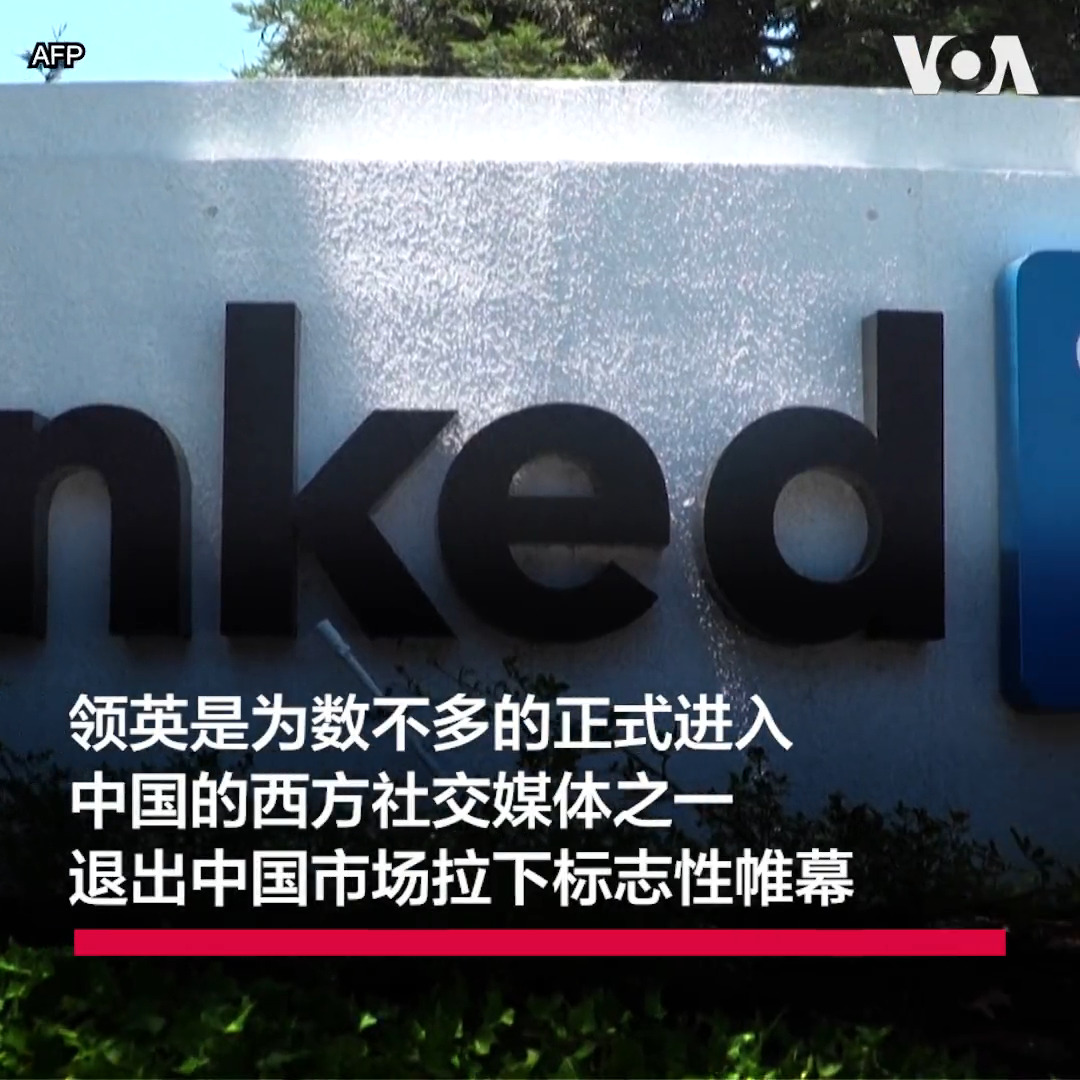 AFP
VOA
nked
领英是为数不多的正式进入
中国的西方社交媒体之一
退出中国市场拉下标志性帷幕